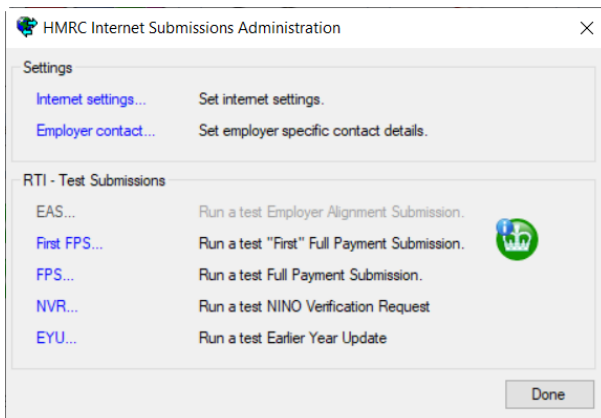 HMRC Internet Submissions Administration
Settings
Internet settings... Set internet settings.
Employer contact... Set employer specific contact details.
RTI - Test Submissions
EAS... Run a test Employer Alignment Submission.
First FPS... Run a test "First" Full Payment Submission.
FPS... Run a test Full Payment Submission.
NVR... Run a test NINO Verification Request
EYU... Run a test Earlier Year Update
Done